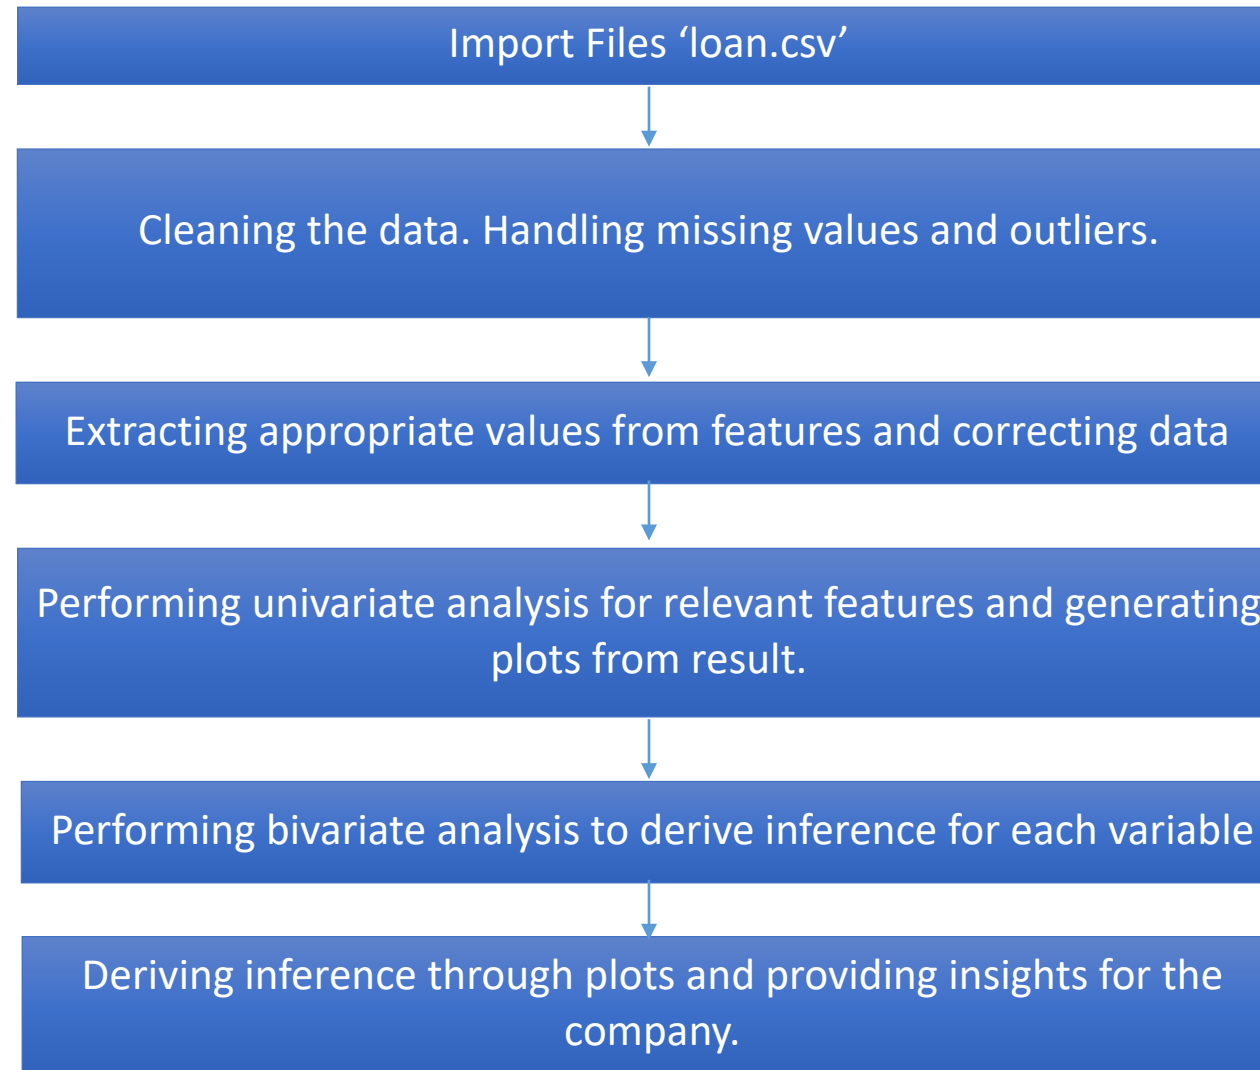 Import Files ‘loan.csv’
Cleaning the data. Handling missing values and outliers.
Extracting appropriate values from features and correcting data
Performing univariate analysis for relevant features and generating
plots from result.
Performing bivariate analysis to derive inference for each variable
Deriving inference through plots and providing insights for the
company.